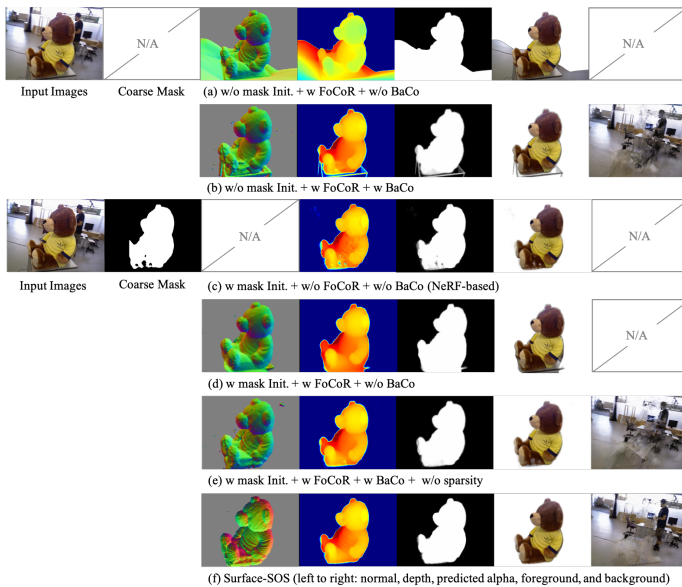 N/A
N/A
Input Images
Coarse Mask
(a) w/o mask Init. + w FoCoR + w/o BaCo
(b) w/o mask Init. + w FoCoR + w BaCo
N/A
N/A
Input Images
Coarse Mask
(c) w mask Init. + w/o FoCoR + w/o BaCo (NeRF-based)
N/A
(d) w mask Init. + w FoCoR + w/o BaCo
(e) w mask Init. + w FoCoR + w BaCo + w/o sparsity
(f) Surface-SOS (left to right: normal, depth, predicted alpha, foreground, and background)